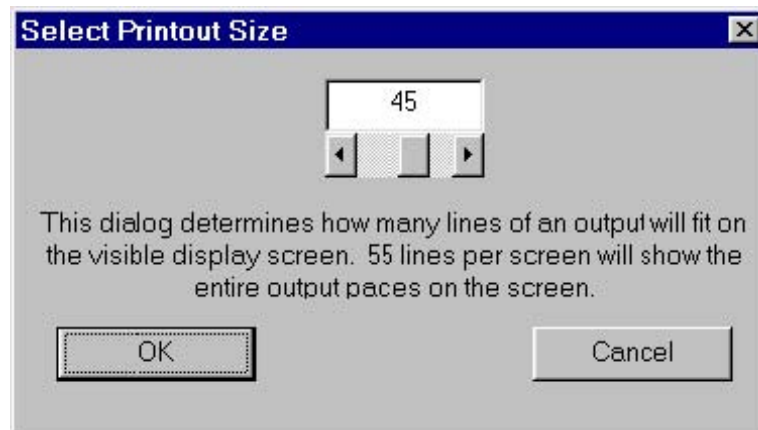 Select Printout Size
45
This dialog determines how many lines of an output will fit on
the visible display screen. 55 lines per screen will show the
entire output paces on the screen.
OK
Cancel